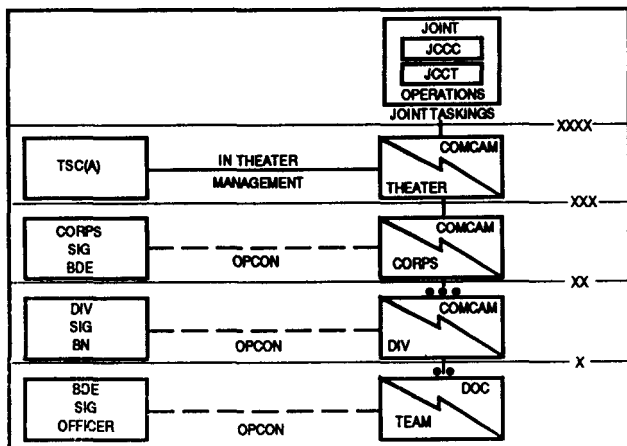 JOINT
JCCC
JCCT
OPERATIONS
JOINT TASKINGS
XXXX
TSC(A)
IN THEATER
MANAGEMENT
COMCAM
THEATER
XXX
CORPS
SIG
BDE
OPCON
COMCAM
CORPS
XX
DIV
SIG
BN
OPCON
COMCAM
DIV
X
BDE
SIG
OFFICER
OPCON
DOC
TEAM